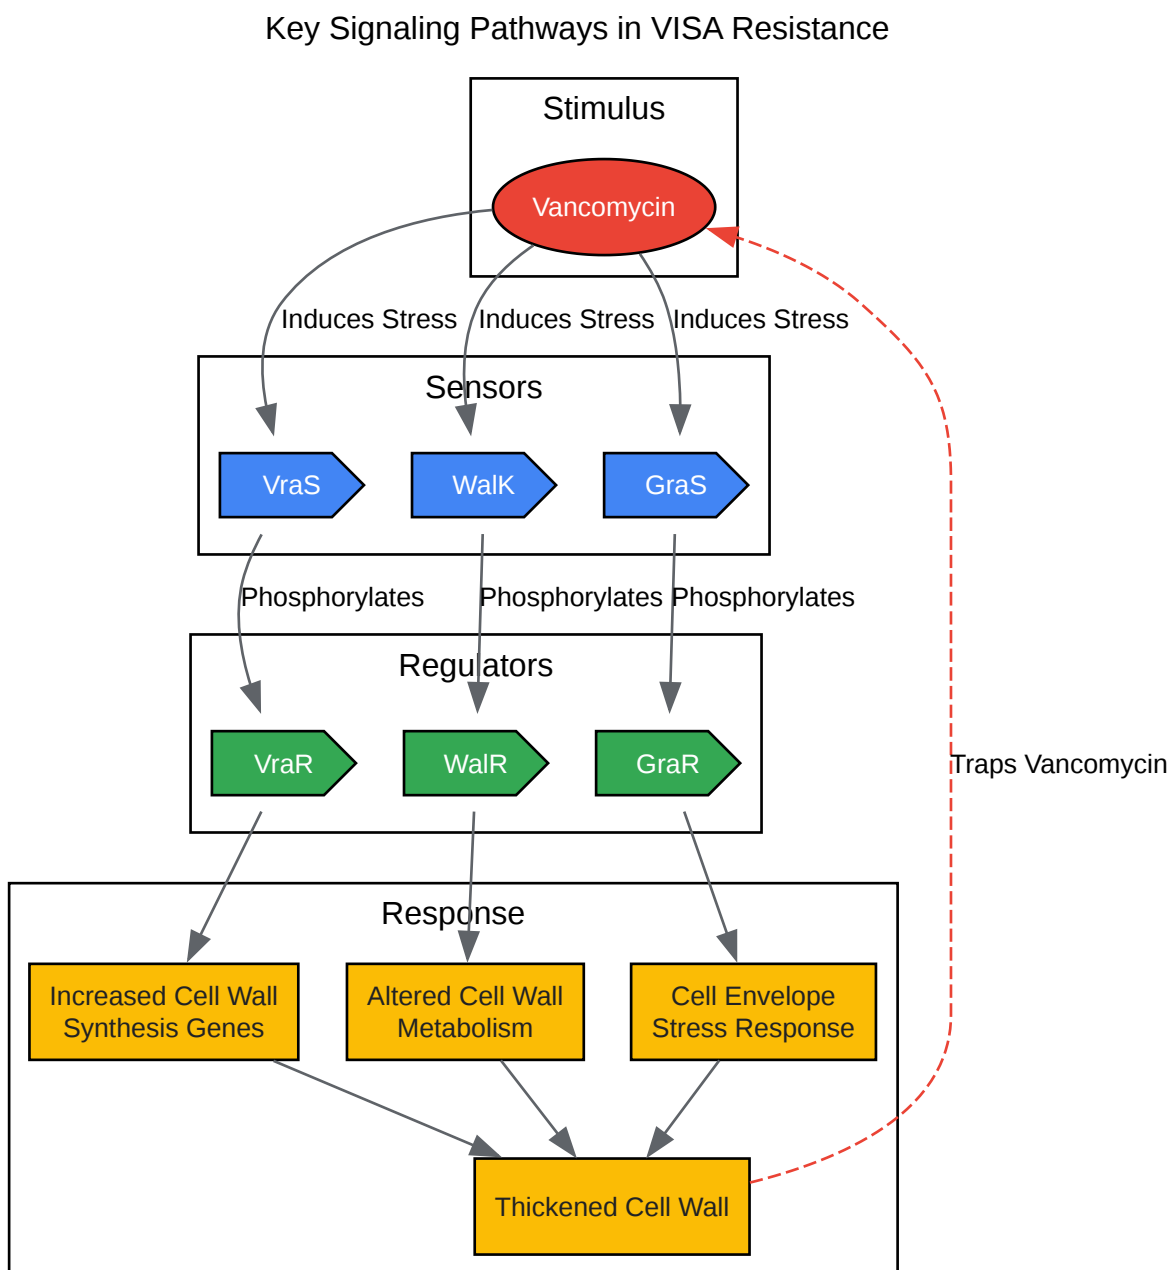 Key Signaling Pathways in VISA Resistance
Stimulus
Vancomycin
Induces Stress
Induces Stress
Induces Stress
Sensors
VraS
WalK
GraS
Phosphorylates
Phosphorylates
Phosphorylates
Regulators
VraR
WalR
GraR
Traps Vancomycin
Response
Increased Cell Wall
Synthesis Genes
Altered Cell Wall
Metabolism
Cell Envelope
Stress Response
Thickened Cell Wall